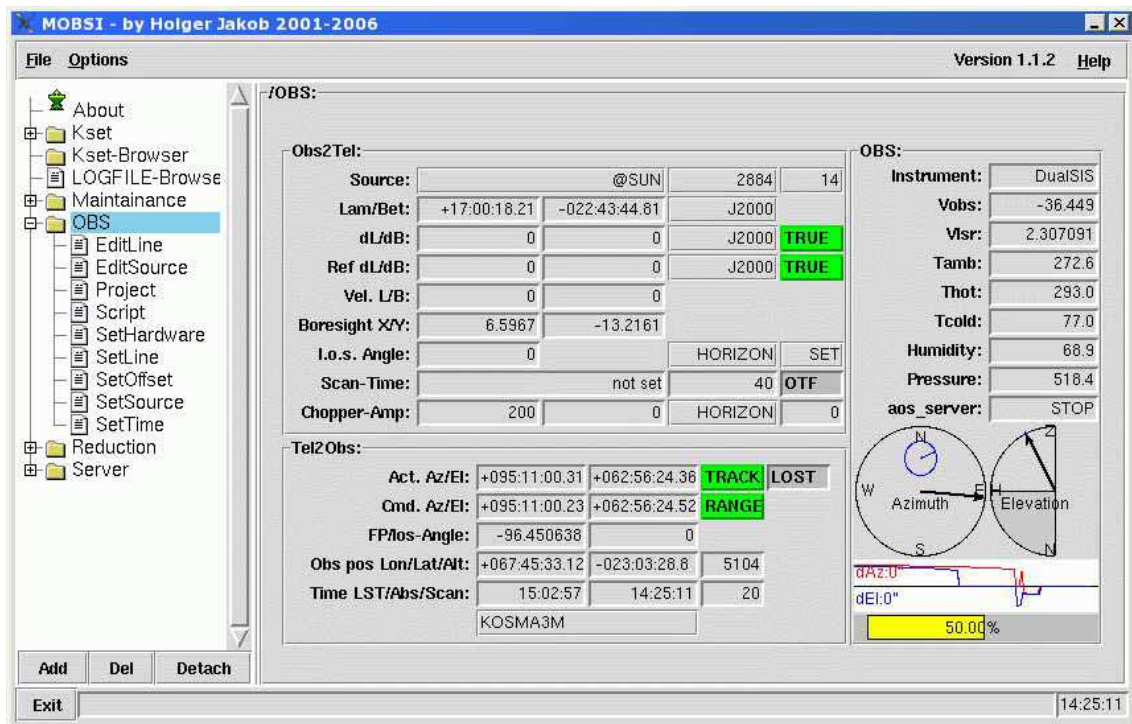 MOBSI - by Holger Jakob 2001-2006
File Options Version 1.1.2 Help
About
Kset
Kset-Browser
LOGFILE-Browse
Maintainance
OBS
EditLine
EditSource
Project
Script
SetHardware
SetLine
SetOffset
SetSource
SetTime
Reduction
Server
Add Del Detach
/OBS:
Obs2Tel:
Source: @SUN 2884 14
Lam/Bet: +17:00:18.21 -022:43:44.81 J2000
dL/dB: 0 0 J2000 TRUE
Ref dL/dB: 0 0 J2000 TRUE
Vel. L/B: 0 0
Boresight X/Y: 6.5967 -13.2161
l.o.s. Angle: 0 HORIZON SET
Scan-Time: not set 40 OTF
Chopper-Amp: 200 0 HORIZON 0
Tel2Obs:
Act. Az/El: +095:11:00.31 +062:56:24.36 TRACK LOST
Cmd. Az/El: +095:11:00.23 +062:56:24.52 RANGE
FP/los-Angle: -96.450638 0
Obs pos Lon/Lat/Alt: +067:45:33.12 -023:03:28.8 5104
Time LST/Abs/Scan: 15:02:57 14:25:11 20
KOSMA3M
OBS:
Instrument: DualSIS
Vobs: -36.449
Vlsr: 2.307091
Tamb: 272.6
Thot: 293.0
Tcold: 77.0
Humidity: 68.9
Pressure: 518.4
aos_server: STOP
N
W E
Azimuth
S
Z
H
Elevation
N
dAz:0"
dEl:0"
50.00%
Exit 14:25:11